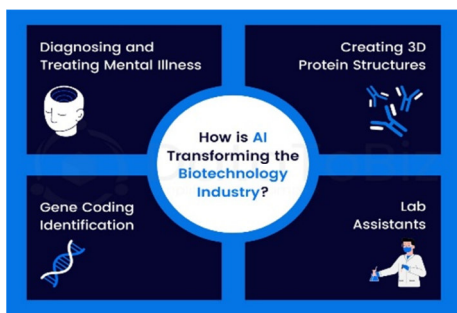 Diagnosing and
Treating Mental Illness
Creating 3D
Protein Structures
How is AI
Transforming the
Biotechnology
Industry?
Gene Coding
Identification
Lab
Assistants